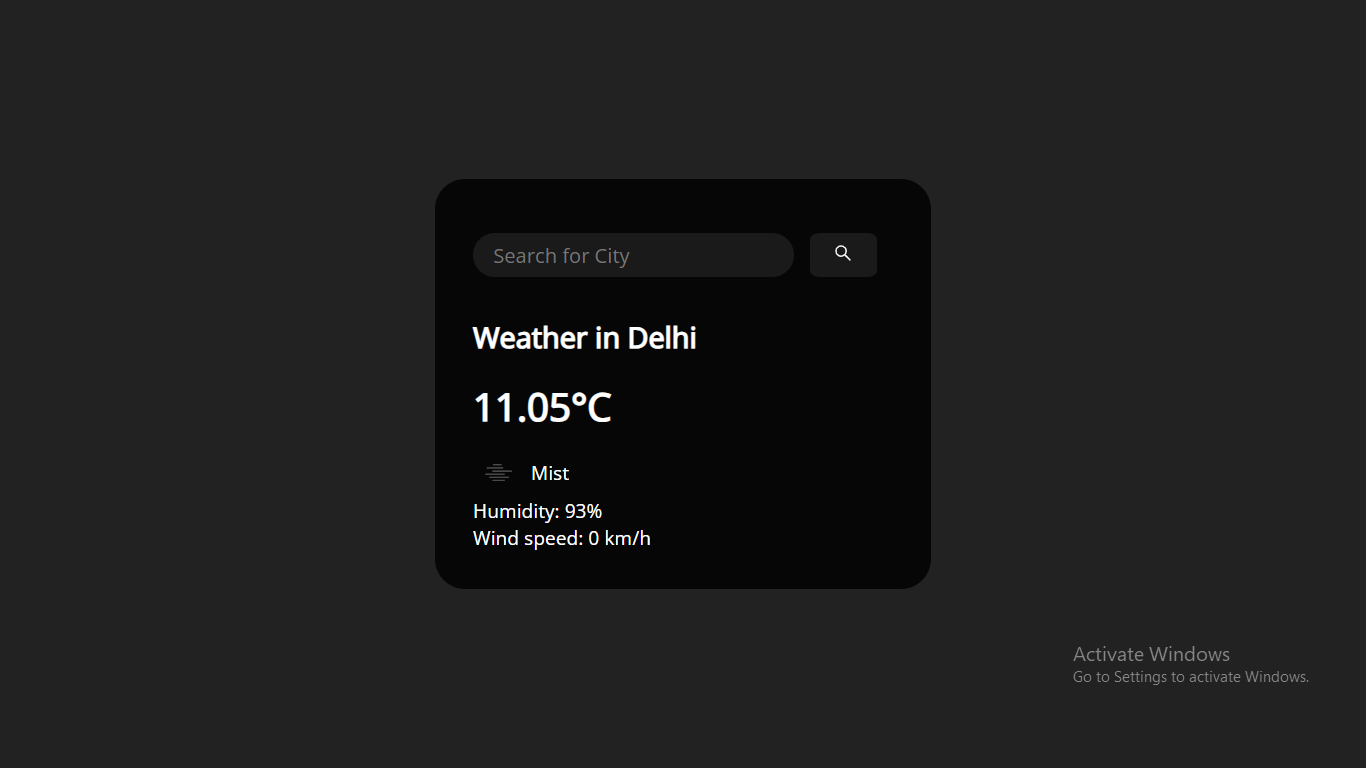 Search for City
Weather in Delhi
11.05°C
Mist
Humidity: 93%
Wind speed: 0 km/h
Activate Windows
Go to Settings to activate Windows.